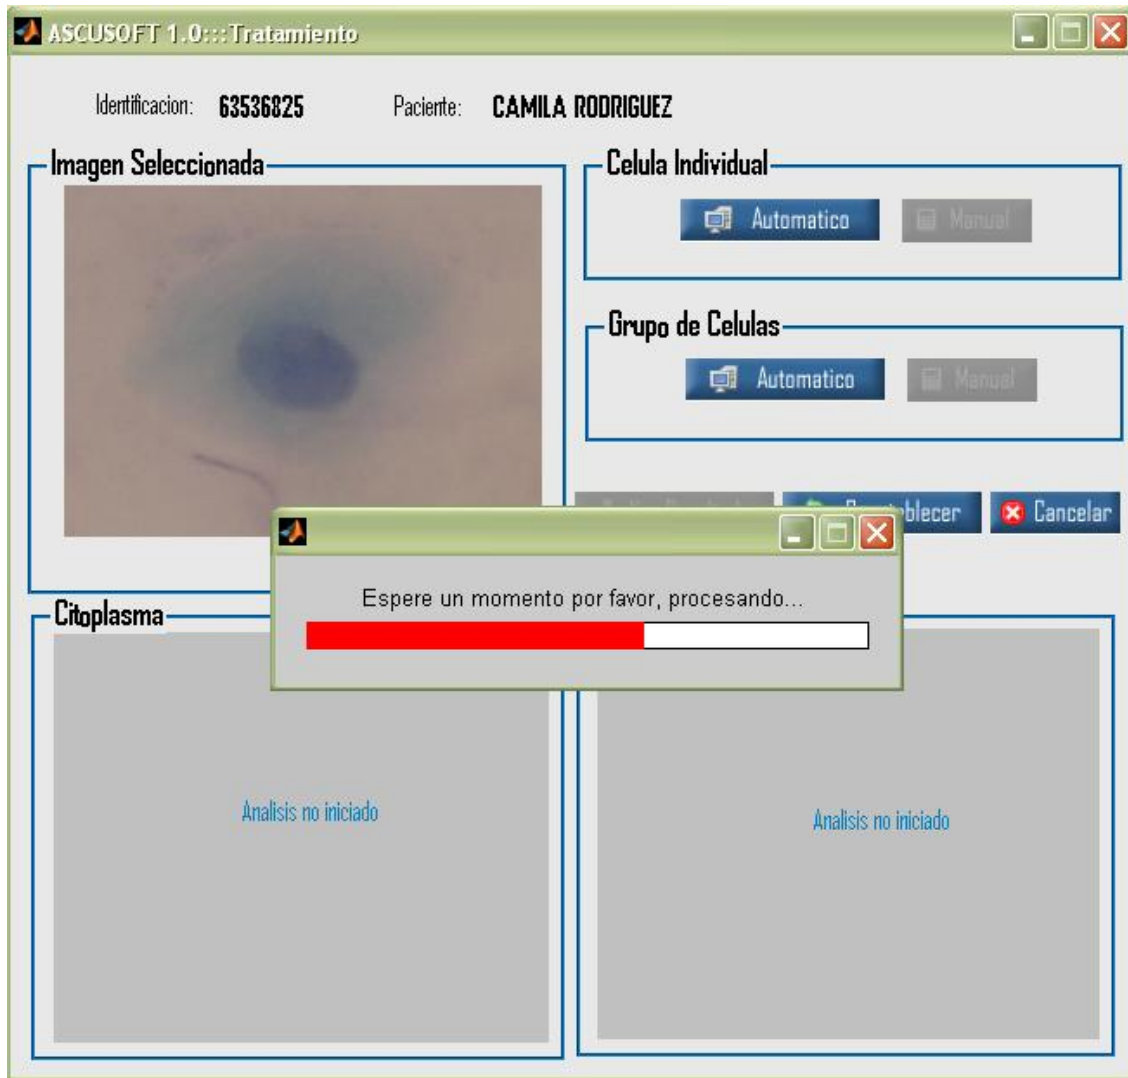 ASCUSOFT 1.0:::Tratamiento
Identificacion: 63536825 Paciente: CAMILA RODRIGUEZ
Imagen Seleccionada
Celula Individual
Automatico Manual
Grupo de Celulas
Automatico Manual
Cancelar
Espere un momento por favor, procesando...
Citoplasma
Analisis no iniciado
Analisis no iniciado